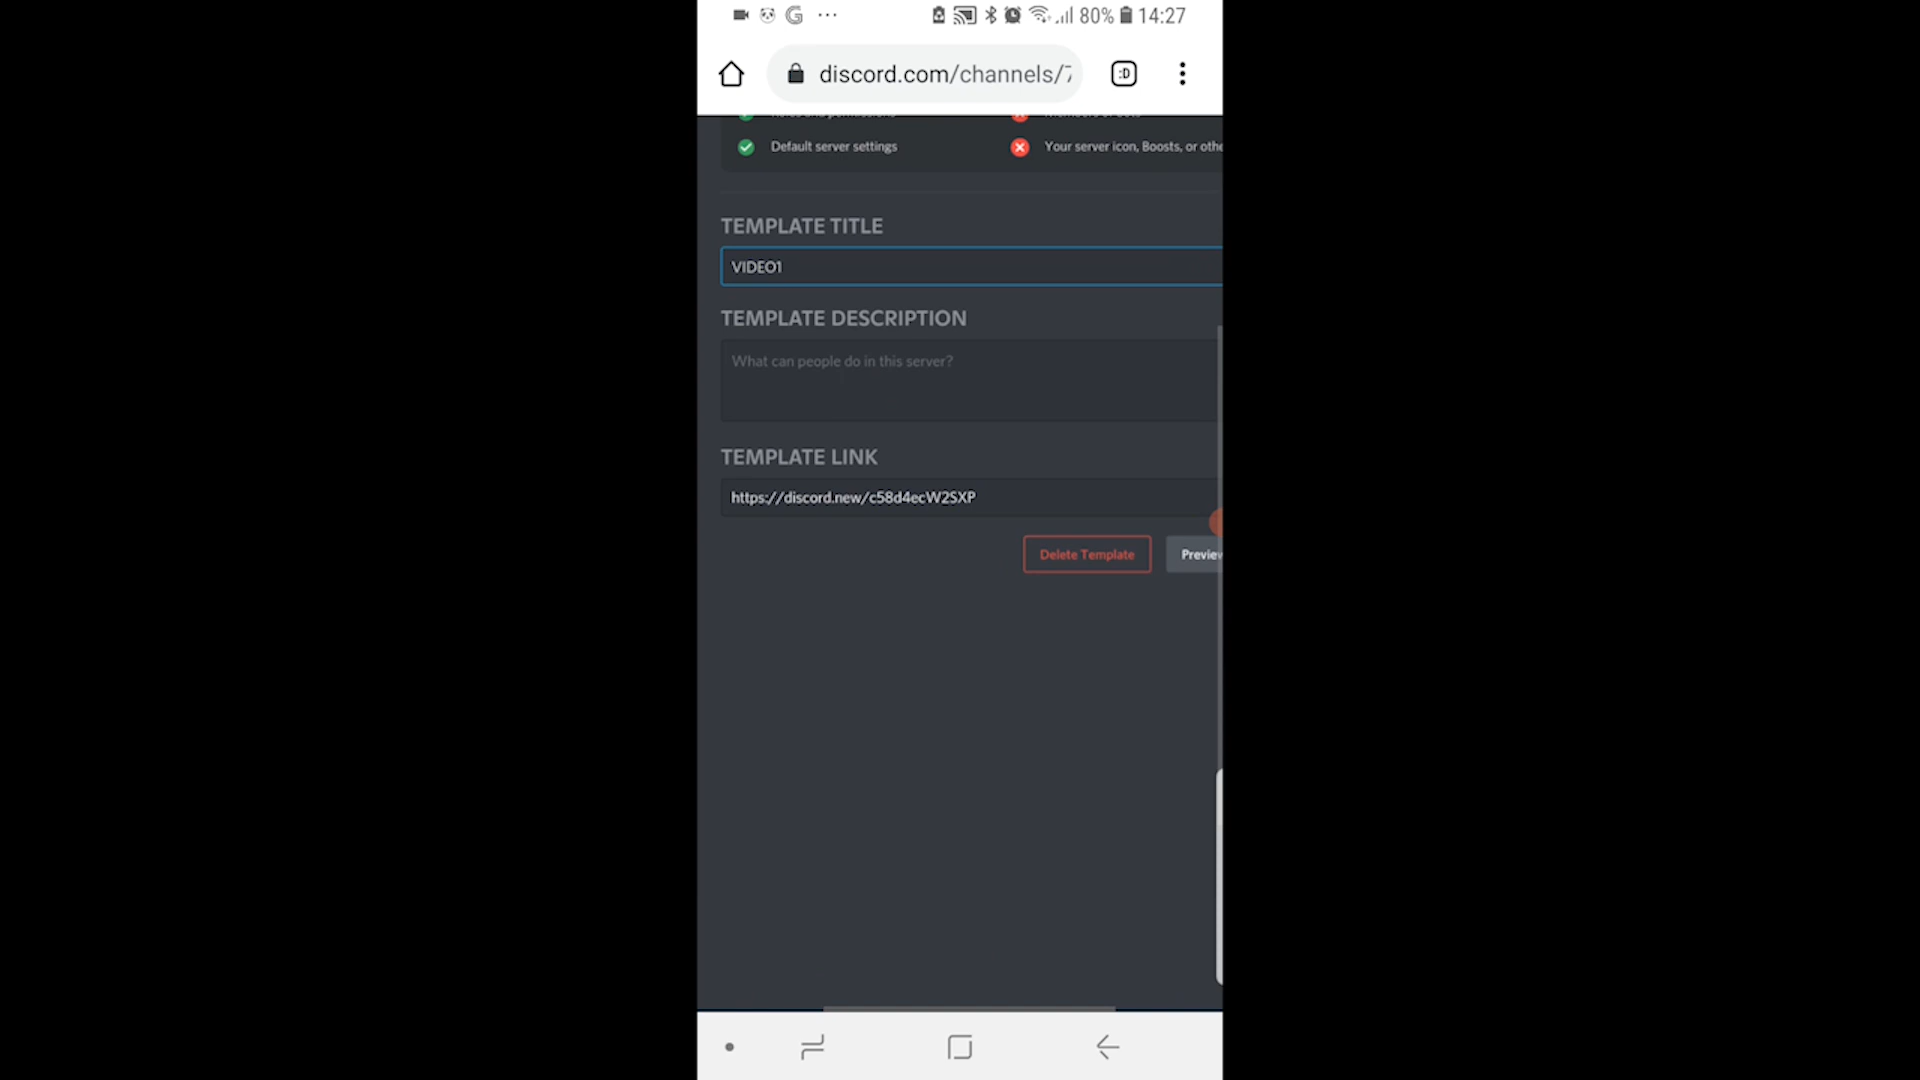 80% 14:27
discord.com/channels/7
:D
Default server settings
Your server icon, Boosts, or othe
TEMPLATE TITLE
VIDEO1
TEMPLATE DESCRIPTION
What can people do in this server?
TEMPLATE LINK
https://discord.new/c58d4ecW2SXP
Delete Template
Preview